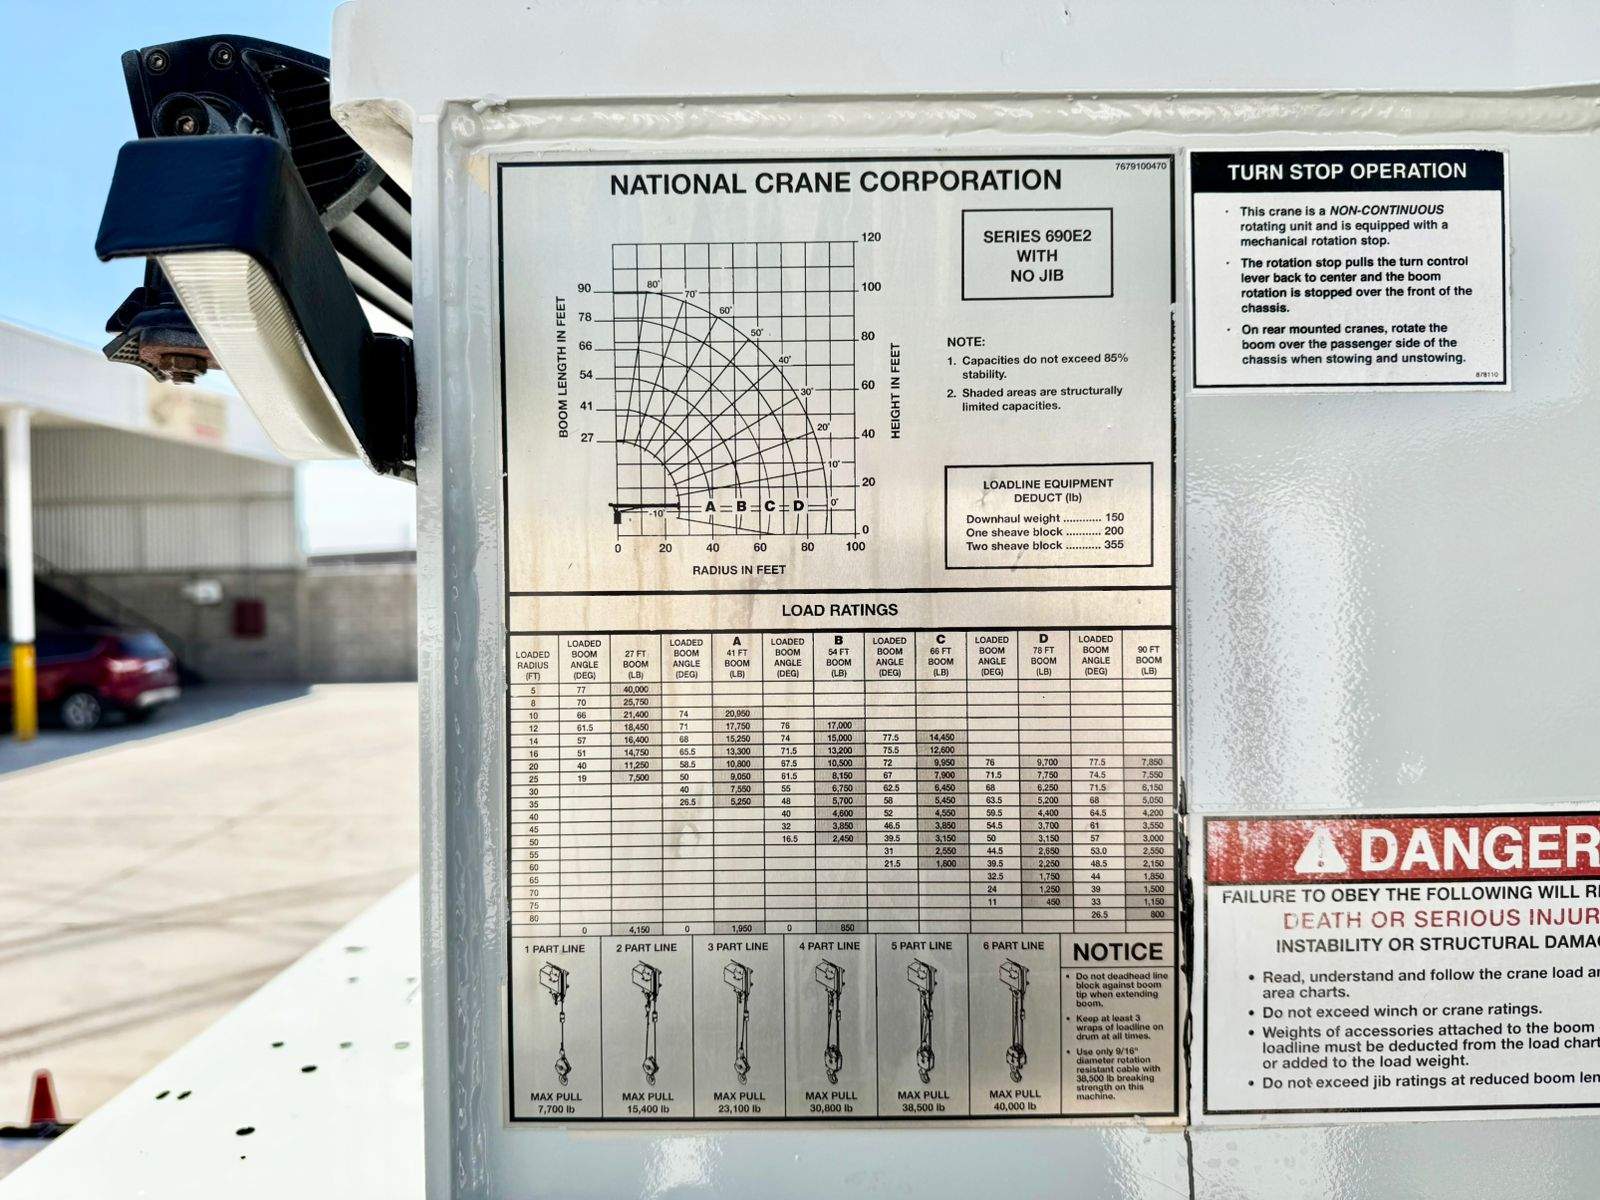 7679100470
NATIONAL CRANE CORPORATION
SERIES 690E2
WITH
NO JIB
BOOM LENGTH IN FEET
90
78
66
54
41
27
80°
70°
60°
50°
40°
30°
20°
10°
0°
-10°
A B C D
120
100
80
60
40
20
0
HEIGHT IN FEET
0 20 40 60 80 100
RADIUS IN FEET
NOTE:
1. Capacities do not exceed 85%
stability.
2. Shaded areas are structurally
limited capacities.
LOADLINE EQUIPMENT
DEDUCT (lb)
Downhaul weight ............ 150
One sheave block ........... 200
Two sheave block ........... 355
LOAD RATINGS
LOADED RADIUS (FT) LOADED BOOM ANGLE (DEG) 27 FT BOOM (LB) LOADED BOOM ANGLE (DEG) A 41 FT BOOM (LB) LOADED BOOM ANGLE (DEG) B 54 FT BOOM (LB) LOADED BOOM ANGLE (DEG) C 66 FT BOOM (LB) LOADED BOOM ANGLE (DEG) D 78 FT BOOM (LB) LOADED BOOM ANGLE (DEG) 90 FT BOOM (LB)
5 77 40,000
8 70 25,750
10 66 21,400 74 20,950
12 61.5 18,450 71 17,750 76 17,000
14 57 16,400 68 15,250 74 15,000 77.5 14,450
16 51 14,750 65.5 13,300 71.5 13,200 75.5 12,600
20 40 11,250 58.5 10,800 67.5 10,500 72 9,950 76 9,700 77.5 7,850
25 19 7,500 50 9,050 61.5 8,150 67 7,900 71.5 7,750 74.5 7,550
30 40 7,550 55 6,750 62.5 6,450 68 6,250 71.5 6,150
35 26.5 5,250 48 5,700 58 5,450 63.5 5,200 68 5,050
40 40 4,600 52 4,550 59.5 4,400 64.5 4,200
45 32 3,850 46.5 3,850 54.5 3,700 61 3,550
50 16.5 2,450 39.5 3,150 50 3,150 57 3,000
55 31 2,550 44.5 2,650 53.0 2,550
60 21.5 1,600 39.5 2,250 48.5 2,150
65 32.5 1,750 44 1,850
70 24 1,250 39 1,500
75 11 450 33 1,150
80 26.5 800
0 4,150 0 1,950 0 850
1 PART LINE
MAX PULL
7,700 lb
2 PART LINE
MAX PULL
15,400 lb
3 PART LINE
MAX PULL
23,100 lb
4 PART LINE
MAX PULL
30,800 lb
5 PART LINE
MAX PULL
38,500 lb
6 PART LINE
MAX PULL
40,000 lb
NOTICE
• Do not deadhead line
block against boom
tip when extending
boom.
• Keep at least 3
wraps of loadline on
drum at all times.
• Use only 9/16"
diameter rotation
resistant cable with
38,500 lb breaking
strength on this
machine.
TURN STOP OPERATION
· This crane is a NON-CONTINUOUS
rotating unit and is equipped with a
mechanical rotation stop.
· The rotation stop pulls the turn control
lever back to center and the boom
rotation is stopped over the front of the
chassis.
· On rear mounted cranes, rotate the
boom over the passenger side of the
chassis when stowing and unstowing.
878110
DANGER
FAILURE TO OBEY THE FOLLOWING WILL RE
DEATH OR SERIOUS INJUR
INSTABILITY OR STRUCTURAL DAMA
• Read, understand and follow the crane load a
area charts.
• Do not exceed winch or crane ratings.
• Weights of accessories attached to the boom
loadline must be deducted from the load chart
or added to the load weight.
• Do not exceed jib ratings at reduced boom len